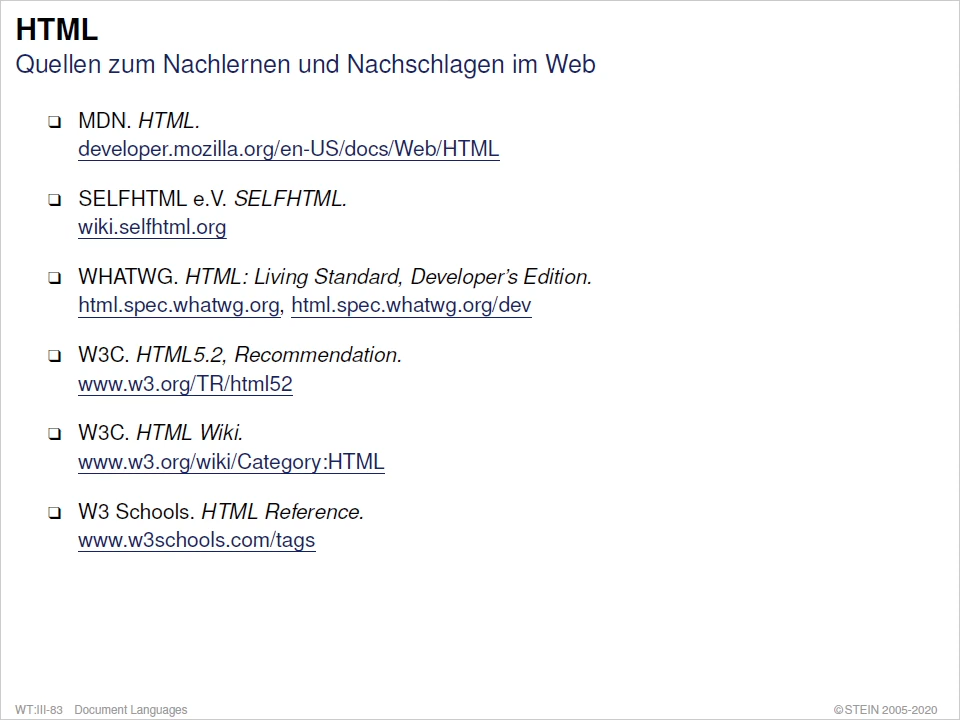 HTML
Quellen zum Nachlernen und Nachschlagen im Web
❑ MDN. HTML.
developer.mozilla.org/en-US/docs/Web/HTML
❑ SELFHTML e.V. SELFHTML.
wiki.selfhtml.org
❑ WHATWG. HTML: Living Standard, Developer’s Edition.
html.spec.whatwg.org, html.spec.whatwg.org/dev
❑ W3C. HTML5.2, Recommendation.
www.w3.org/TR/html52
❑ W3C. HTML Wiki.
www.w3.org/wiki/Category:HTML
❑ W3 Schools. HTML Reference.
www.w3schools.com/tags
WT:III-83 Document Languages
© STEIN 2005-2020